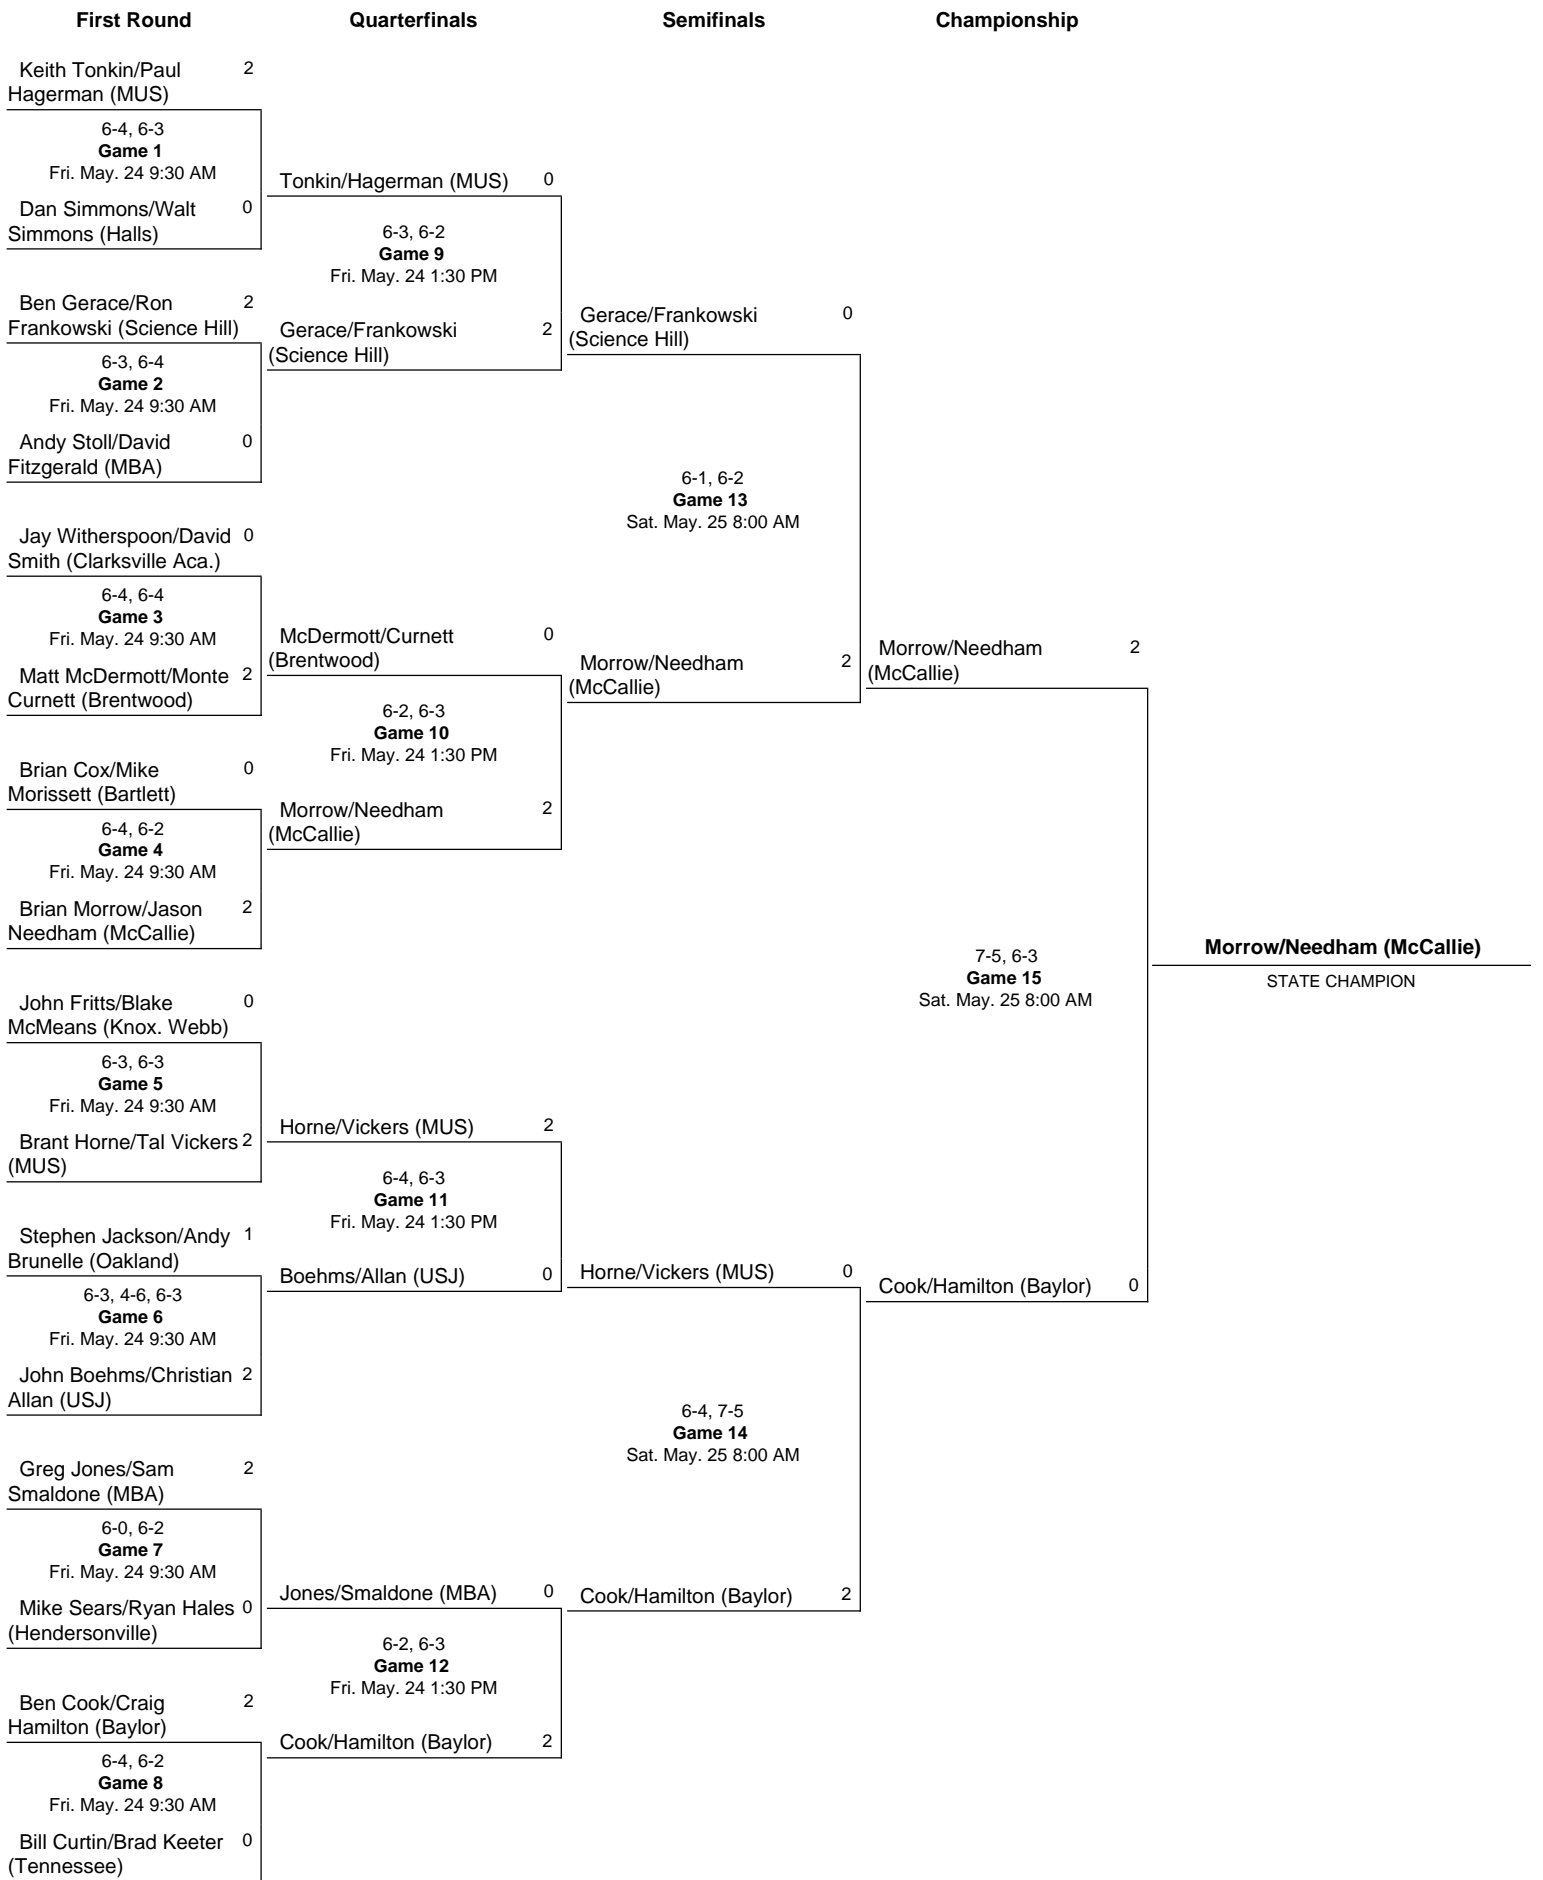 First Round
Quarterfinals
Semifinals
Championship
Keith Tonkin/Paul 2
Hagerman (MUS)
6-4, 6-3
Game 1
Fri. May. 24 9:30 AM
Dan Simmons/Walt 0
Simmons (Halls)
Ben Gerace/Ron 2
Frankowski (Science Hill)
6-3, 6-4
Game 2
Fri. May. 24 9:30 AM
Andy Stoll/David 0
Fitzgerald (MBA)
Jay Witherspoon/David 0
Smith (Clarksville Aca.)
6-4, 6-4
Game 3
Fri. May. 24 9:30 AM
Matt McDermott/Monte 2
Curnett (Brentwood)
Brian Cox/Mike 0
Morissett (Bartlett)
6-4, 6-2
Game 4
Fri. May. 24 9:30 AM
Brian Morrow/Jason 2
Needham (McCallie)
John Fritts/Blake 0
McMeans (Knox. Webb)
6-3, 6-3
Game 5
Fri. May. 24 9:30 AM
Brant Horne/Tal Vickers 2
(MUS)
Stephen Jackson/Andy 1
Brunelle (Oakland)
6-3, 4-6, 6-3
Game 6
Fri. May. 24 9:30 AM
John Boehms/Christian 2
Allan (USJ)
Greg Jones/Sam 2
Smaldone (MBA)
6-0, 6-2
Game 7
Fri. May. 24 9:30 AM
Mike Sears/Ryan Hales 0
(Hendersonville)
Ben Cook/Craig 2
Hamilton (Baylor)
6-4, 6-2
Game 8
Fri. May. 24 9:30 AM
Bill Curtin/Brad Keeter 0
(Tennessee)
Tonkin/Hagerman (MUS) 0
6-3, 6-2
Game 9
Fri. May. 24 1:30 PM
Gerace/Frankowski 2
(Science Hill)
McDermott/Curnett 0
(Brentwood)
6-2, 6-3
Game 10
Fri. May. 24 1:30 PM
Morrow/Needham 2
(McCallie)
Horne/Vickers (MUS) 2
6-4, 6-3
Game 11
Fri. May. 24 1:30 PM
Boehms/Allan (USJ) 0
Jones/Smaldone (MBA) 0
6-2, 6-3
Game 12
Fri. May. 24 1:30 PM
Cook/Hamilton (Baylor) 2
Gerace/Frankowski 0
(Science Hill)
6-1, 6-2
Game 13
Sat. May. 25 8:00 AM
Morrow/Needham 2
(McCallie)
Horne/Vickers (MUS) 0
6-4, 7-5
Game 14
Sat. May. 25 8:00 AM
Cook/Hamilton (Baylor) 2
Morrow/Needham 2
(McCallie)
7-5, 6-3
Game 15
Sat. May. 25 8:00 AM
Cook/Hamilton (Baylor) 0
Morrow/Needham (McCallie)
STATE CHAMPION